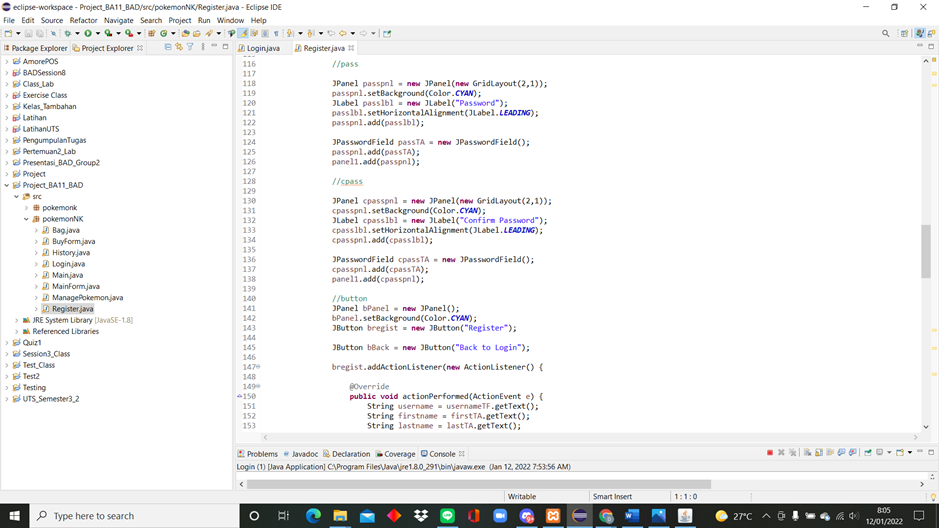 eclipse-workspace - Project_BA11_BAD/src/pokemonNK/Register.java - Eclipse IDE
File Edit Source Refactor Navigate Search Project Run Window Help
Package Explorer Project Explorer
Login.java Register.java
AmorePOS
BADSession8
Class_Lab
Exercise Class
Kelas_Tambahan
Latihan
LatihanUTS
PengumpulanTugas
Pertemuan2_Lab
Presentasi_BAD_Group2
Project
Project_BA11_BAD
src
pokemonk
pokemonNK
Bag.java
BuyForm.java
History.java
Login.java
Main.java
MainForm.java
ManagePokemon.java
Register.java
JRE System Library [JavaSE-1.8]
Referenced Libraries
Quiz1
Session3_Class
Test_Class
Test2
Testing
UTS_Semester3_2
116 //pass
117
118 JPanel passpnl = new JPanel(new GridLayout(2,1));
119 passpnl.setBackground(Color.CYAN);
120 JLabel passlbl = new JLabel("Password");
121 passlbl.setHorizontalAlignment(JLabel.LEADING);
122 passpnl.add(passlbl);
123
124 JPasswordField passTA = new JPasswordField();
125 passpnl.add(passTA);
126 panel1.add(passpnl);
127
128 //cpass
129
130 JPanel cpasspnl = new JPanel(new GridLayout(2,1));
131 cpasspnl.setBackground(Color.CYAN);
132 JLabel cpasslbl = new JLabel("Confirm Password");
133 cpasslbl.setHorizontalAlignment(JLabel.LEADING);
134 cpasspnl.add(cpasslbl);
135
136 JPasswordField cpassTA = new JPasswordField();
137 cpasspnl.add(cpassTA);
138 panel1.add(cpasspnl);
139
140 //button
141 JPanel bPanel = new JPanel();
142 bPanel.setBackground(Color.CYAN);
143 JButton bregist = new JButton("Register");
144
145 JButton bBack = new JButton("Back to Login");
146
147 bregist.addActionListener(new ActionListener() {
148
149 @Override
150 public void actionPerformed(ActionEvent e) {
151 String username = usernameTF.getText();
152 String firstname = firstTA.getText();
153 String lastname = lastTA.getText();
Problems Javadoc Declaration Coverage Console
Login (1) [Java Application] C:\Program Files\Java\jre1.8.0_291\bin\javaw.exe (Jan 12, 2022 7:53:56 AM)
Writable Smart Insert 1 : 1 : 0
Type here to search
27°C
8:05
12/01/2022